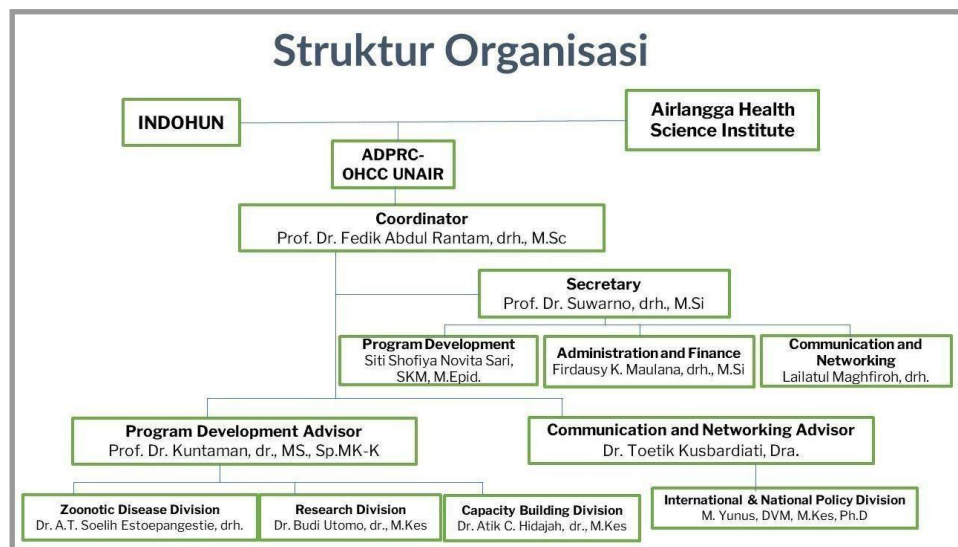 Struktur Organisasi
INDOHUN
Airlangga Health
Science Institute
ADPRC-
OHCC UNAIR
Coordinator
Prof. Dr. Fedik Abdul Rantam, drh., M.Sc
Secretary
Prof. Dr. Suwarno, drh., M.Si
Program Development
Siti Shofiya Novita Sari,
SKM, M.Epid.
Administration and Finance
Firdausy K. Maulana, drh., M.Si
Communication and
Networking
Lailatul Maghfiroh, drh.
Program Development Advisor
Prof. Dr. Kuntaman, dr., MS., Sp.MK-K
Communication and Networking Advisor
Dr. Toetik Kusbardiati, Dra.
Zoonotic Disease Division
Dr. A.T. Soelih Estoepangestie, drh.
Research Division
Dr. Budi Utomo, dr., M.Kes
Capacity Building Division
Dr. Atik C. Hidajah, dr., M.Kes
International & National Policy Division
M. Yunus, DVM, M.Kes, Ph.D